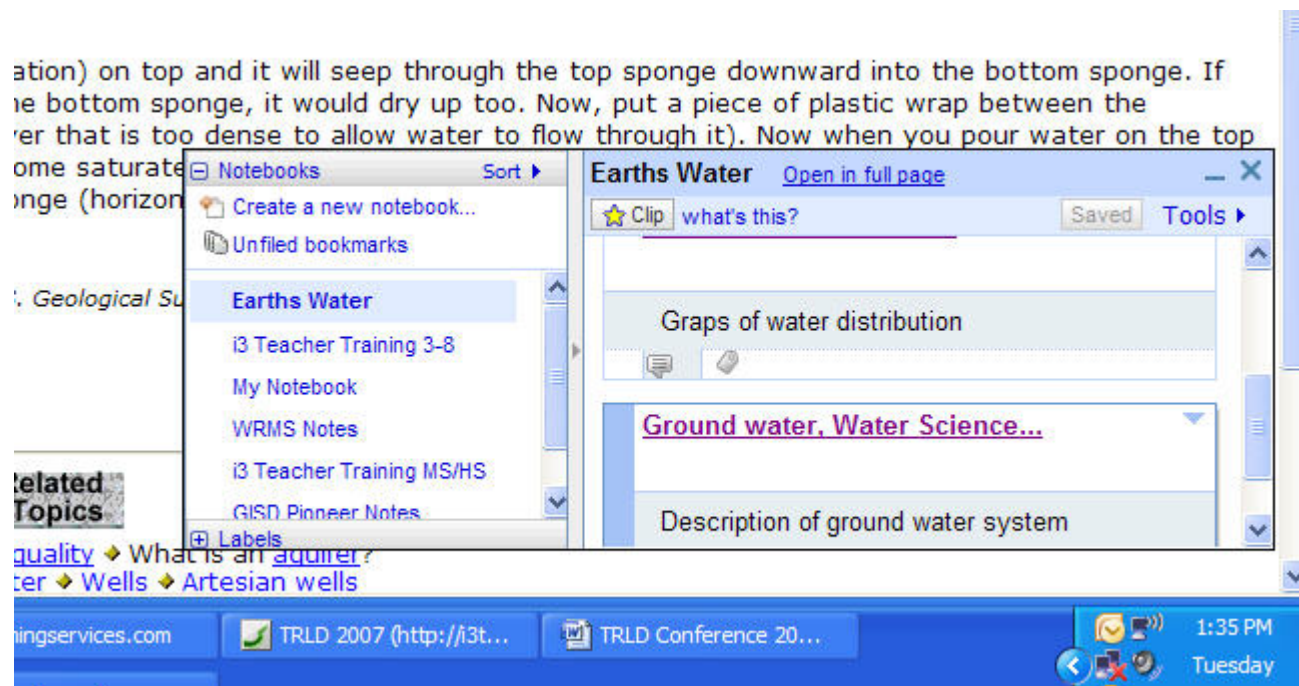 ation) on top and it will seep through the top sponge downward into the bottom sponge. If
ne bottom sponge, it would dry up too. Now, put a piece of plastic wrap between the
yer that is too dense to allow water to flow through it). Now when you pour water on the top
ome saturate
onge (horizon
. Geological Su
Notebooks Sort
Create a new notebook...
Unfiled bookmarks
Earths Water
i3 Teacher Training 3-8
My Notebook
WRMS Notes
i3 Teacher Training MS/HS
GISD Pioneer Notes
Labels
Earths Water Open in full page
Clip what's this? Saved Tools
Graps of water distribution
Ground water, Water Science...
Description of ground water system
Related
Topics
quality What is an aquifer?
ter Wells Artesian wells
ningservices.com TRLD 2007 (http://i3t... TRLD Conference 20... 1:35 PM
Tuesday